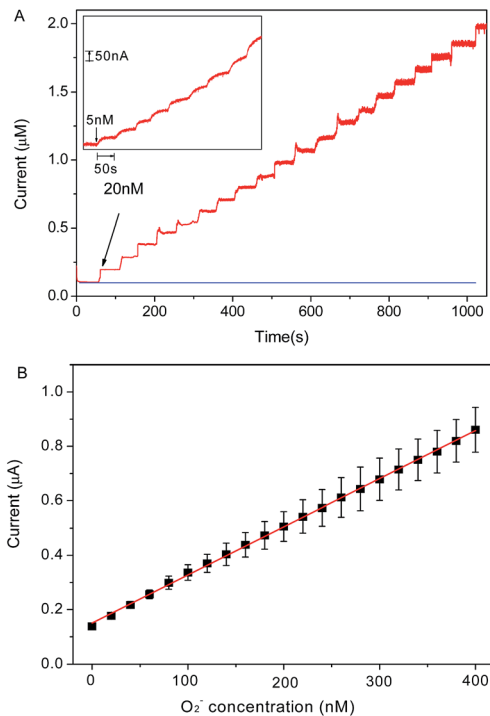 A
2.0
1.5
1.0
0.5
0.0
Current (μM)
50nA
5nM
50s
20nM
0 200 400 600 800 1000
Time(s)
B
1.0
0.8
0.6
0.4
0.2
0.0
Current (μA)
0 100 200 300 400
O₂⁻ concentration (nM)